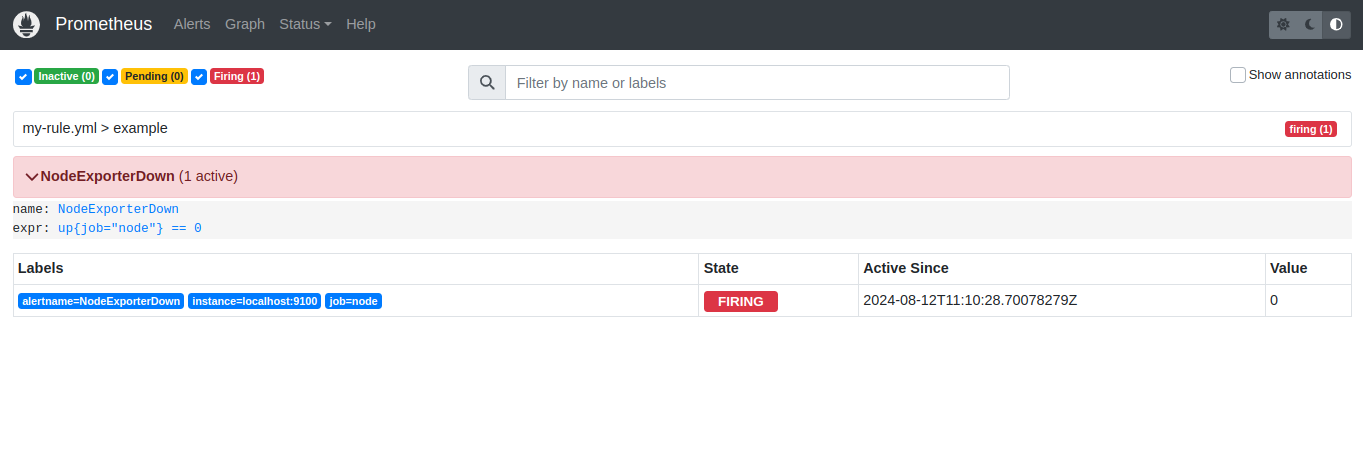 Prometheus Alerts Graph Status Help
Inactive (0) Pending (0) Firing (1) Filter by name or labels Show annotations
my-rule.yml > example firing (1)
NodeExporterDown (1 active)
name: NodeExporterDown
expr: up{job="node"} == 0
Labels State Active Since Value
alertname=NodeExporterDown instance=localhost:9100 job=node FIRING 2024-08-12T11:10:28.70078279Z 0